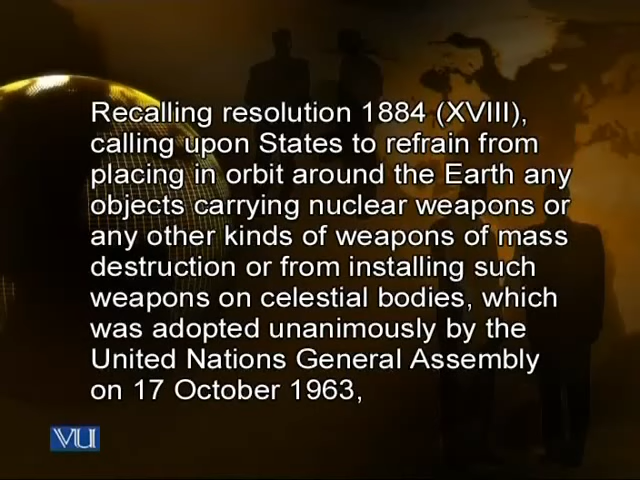 Recalling resolution 1884 (XVIII),
calling upon States to refrain from
placing in orbit around the Earth any
objects carrying nuclear weapons or
any other kinds of weapons of mass
destruction or from installing such
weapons on celestial bodies, which
was adopted unanimously by the
United Nations General Assembly
on 17 October 1963,
VU